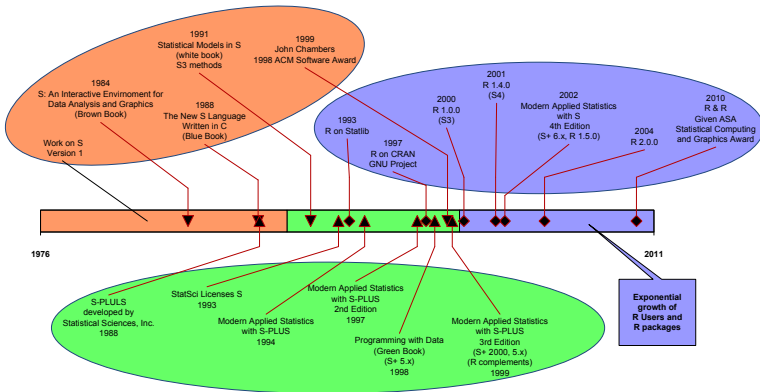 1991
Statistical Models in S
(white book)
S3 methods
1999
John Chambers
1998 ACM Software Award
1984
S: An Interactive Envirnoment for
Data Analysis and Graphics
(Brown Book)
1988
The New S Language
Written in C
(Blue Book)
Work on S
Version 1
1993
R on Statlib
1997
R on CRAN
GNU Project
2000
R 1.0.0
(S3)
2001
R 1.4.0
(S4)
2002
Modern Applied Statistics
with S
4th Edition
(S+ 6.x, R 1.5.0)
2004
R 2.0.0
2010
R & R
Given ASA
Statistical Computing
and Graphics Award
1976
2011
S-PLULS
developed by
Statistical Sciences, Inc.
1988
StatSci Licenses S
1993
Modern Applied Statistics
with S-PLUS
1994
Modern Applied Statistics
with S-PLUS
2nd Edition
1997
Programming with Data
(Green Book)
(S+ 5.x)
1998
Modern Applied Statistics
with S-PLUS
3rd Edition
(S+ 2000, 5.x)
(R complements)
1999
Exponential
growth of
R Users and
R packages